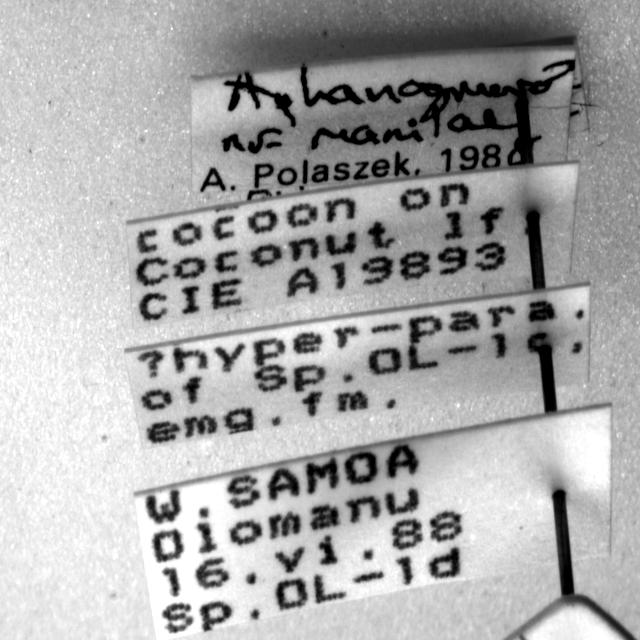 Aphanogmus
nr manilae
A. Polaszek, 198
cocoon on
Coconut lf.
CIE A19893
?hyper-para.
of Sp.OL-1c.
emg.fm.
W.SAMOA
Olomanu
16.vi.88
Sp.OL-1d